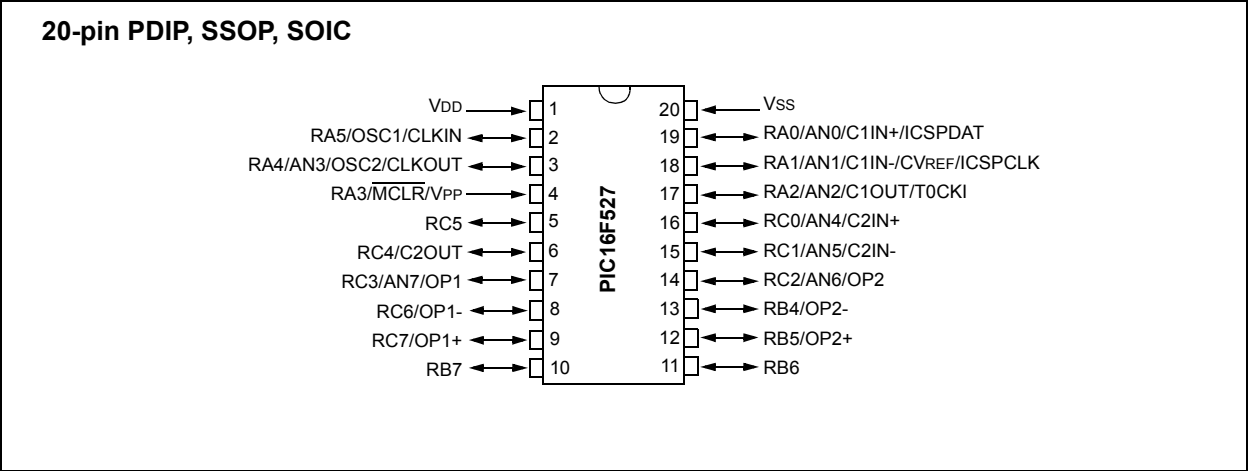 20-pin PDIP, SSOP, SOIC
VDD 1 20 VSS
RA5/OSC1/CLKIN 2 19 RA0/AN0/C1IN+/ICSPDAT
RA4/AN3/OSC2/CLKOUT 3 18 RA1/AN1/C1IN-/CVREF/ICSPCLK
RA3/MCLR/VPP 4 17 RA2/AN2/C1OUT/T0CKI
RC5 5 16 RC0/AN4/C2IN+
RC4/C2OUT 6 15 RC1/AN5/C2IN-
RC3/AN7/OP1 7 14 RC2/AN6/OP2
RC6/OP1- 8 13 RB4/OP2-
RC7/OP1+ 9 12 RB5/OP2+
RB7 10 11 RB6
PIC16F527